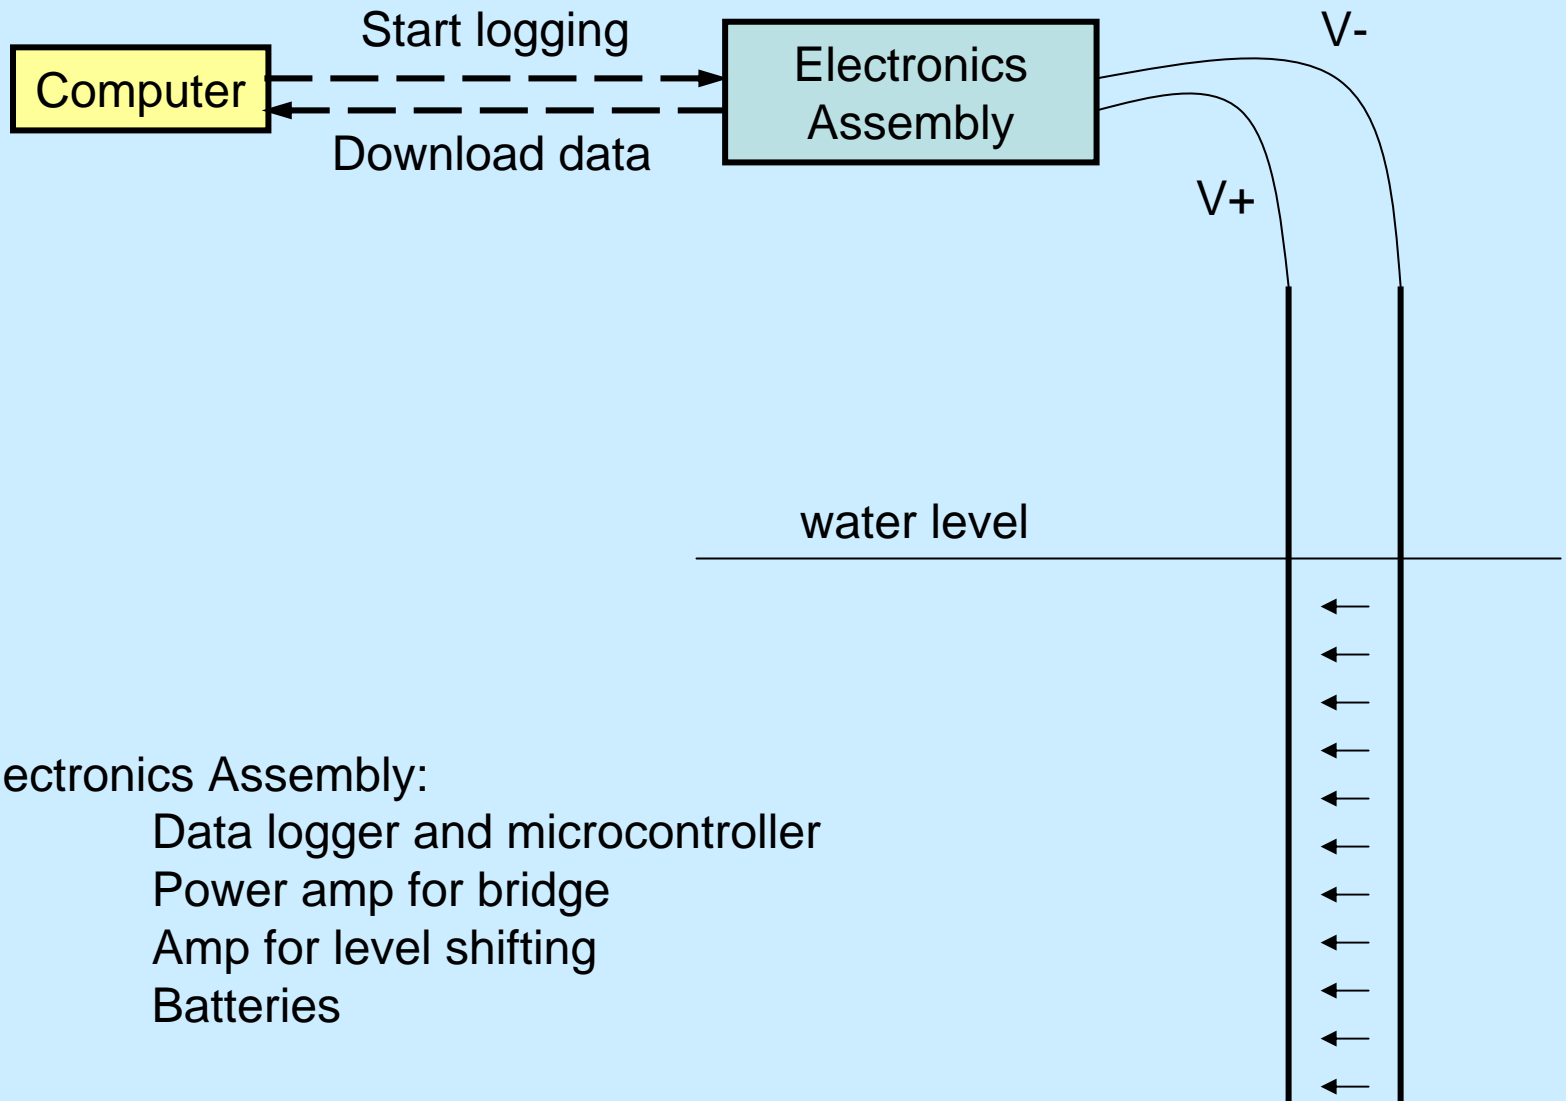 Start logging
V-
Computer
Electronics
Assembly
Download data
V+
water level
ectronics Assembly:
Data logger and microcontroller
Power amp for bridge
Amp for level shifting
Batteries